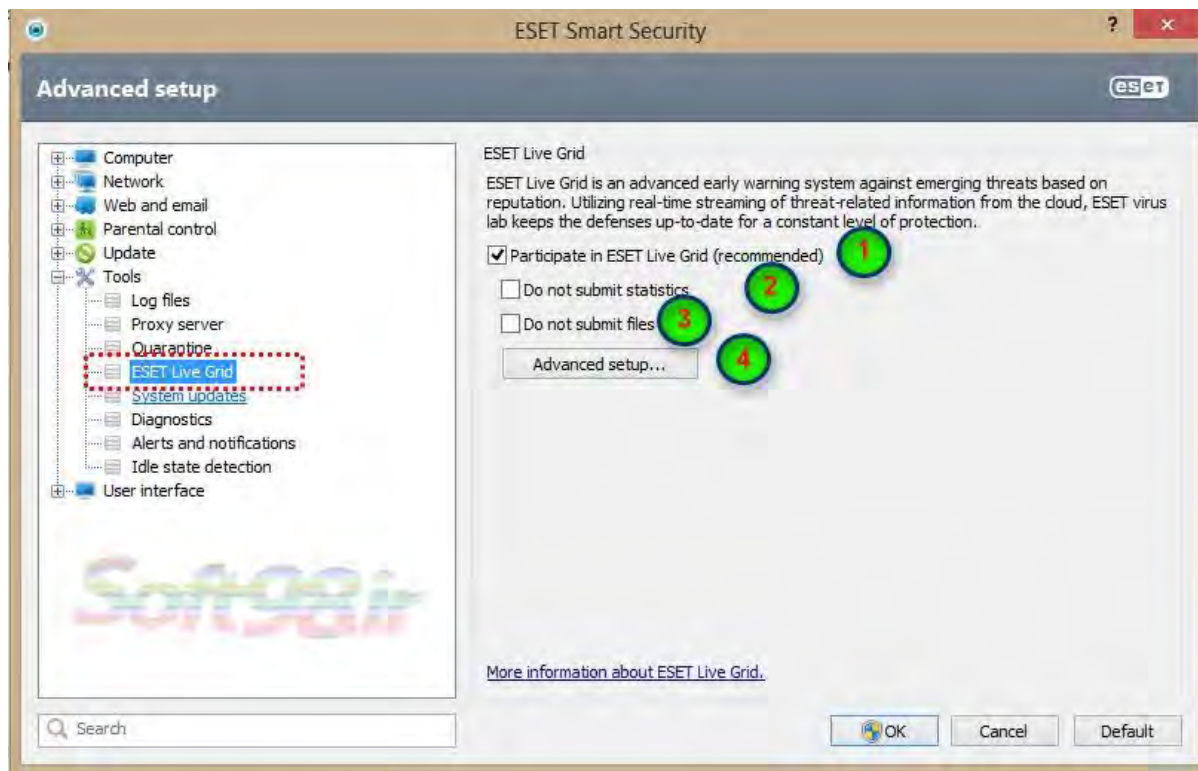 ESET Smart Security
?
Advanced setup
eseT
Computer
Network
Web and email
Parental control
Update
Tools
Log files
Proxy server
Quarantine
ESET Live Grid
System updates
Diagnostics
Alerts and notifications
Idle state detection
User interface
Soft98.ir
Search
ESET Live Grid
ESET Live Grid is an advanced early warning system against emerging threats based on
reputation. Utilizing real-time streaming of threat-related information from the cloud, ESET virus
lab keeps the defenses up-to-date for a constant level of protection.
Participate in ESET Live Grid (recommended) 1
Do not submit statistics 2
Do not submit files 3
Advanced setup... 4
More information about ESET Live Grid.
OK Cancel Default